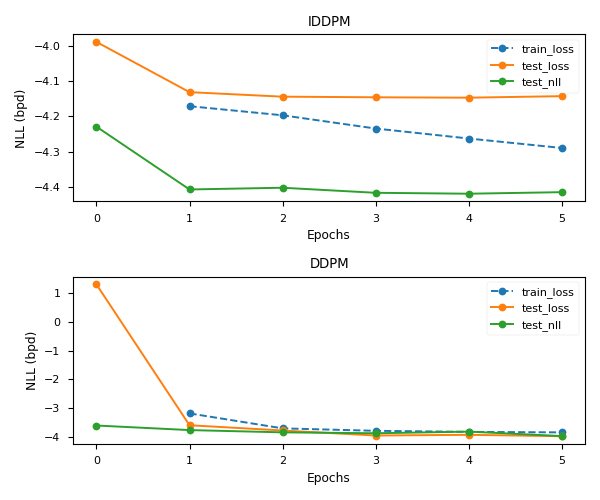 IDDPM
NLL (bpd)
−4.0
−4.1
−4.2
−4.3
−4.4
train_loss
test_loss
test_nll
0 1 2 3 4 5
Epochs
DDPM
NLL (bpd)
1
0
−1
−2
−3
−4
train_loss
test_loss
test_nll
0 1 2 3 4 5
Epochs